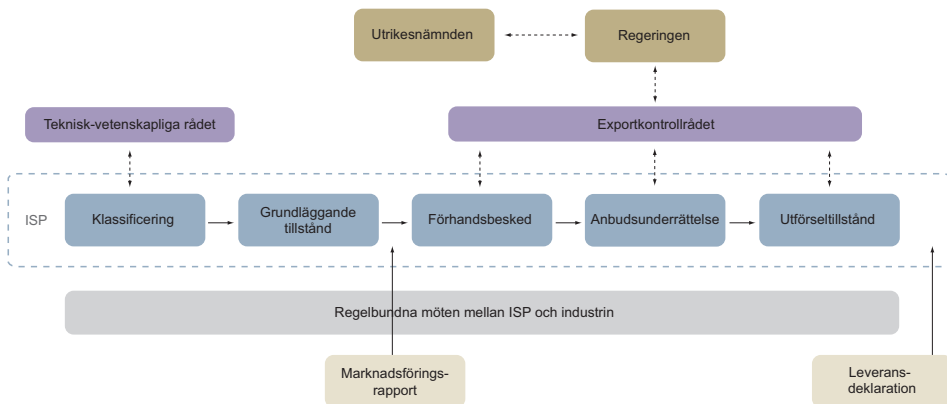 Utrikesnämnden
Regeringen
Teknisk-vetenskapliga rådet
Exportkontrollrådet
ISP
Klassificering
Grundläggande
tillstånd
Förhandsbesked
Anbudsunderrättelse
Utförseltillstånd
Regelbundna möten mellan ISP och industrin
Marknadsförings-
rapport
Leverans-
deklaration